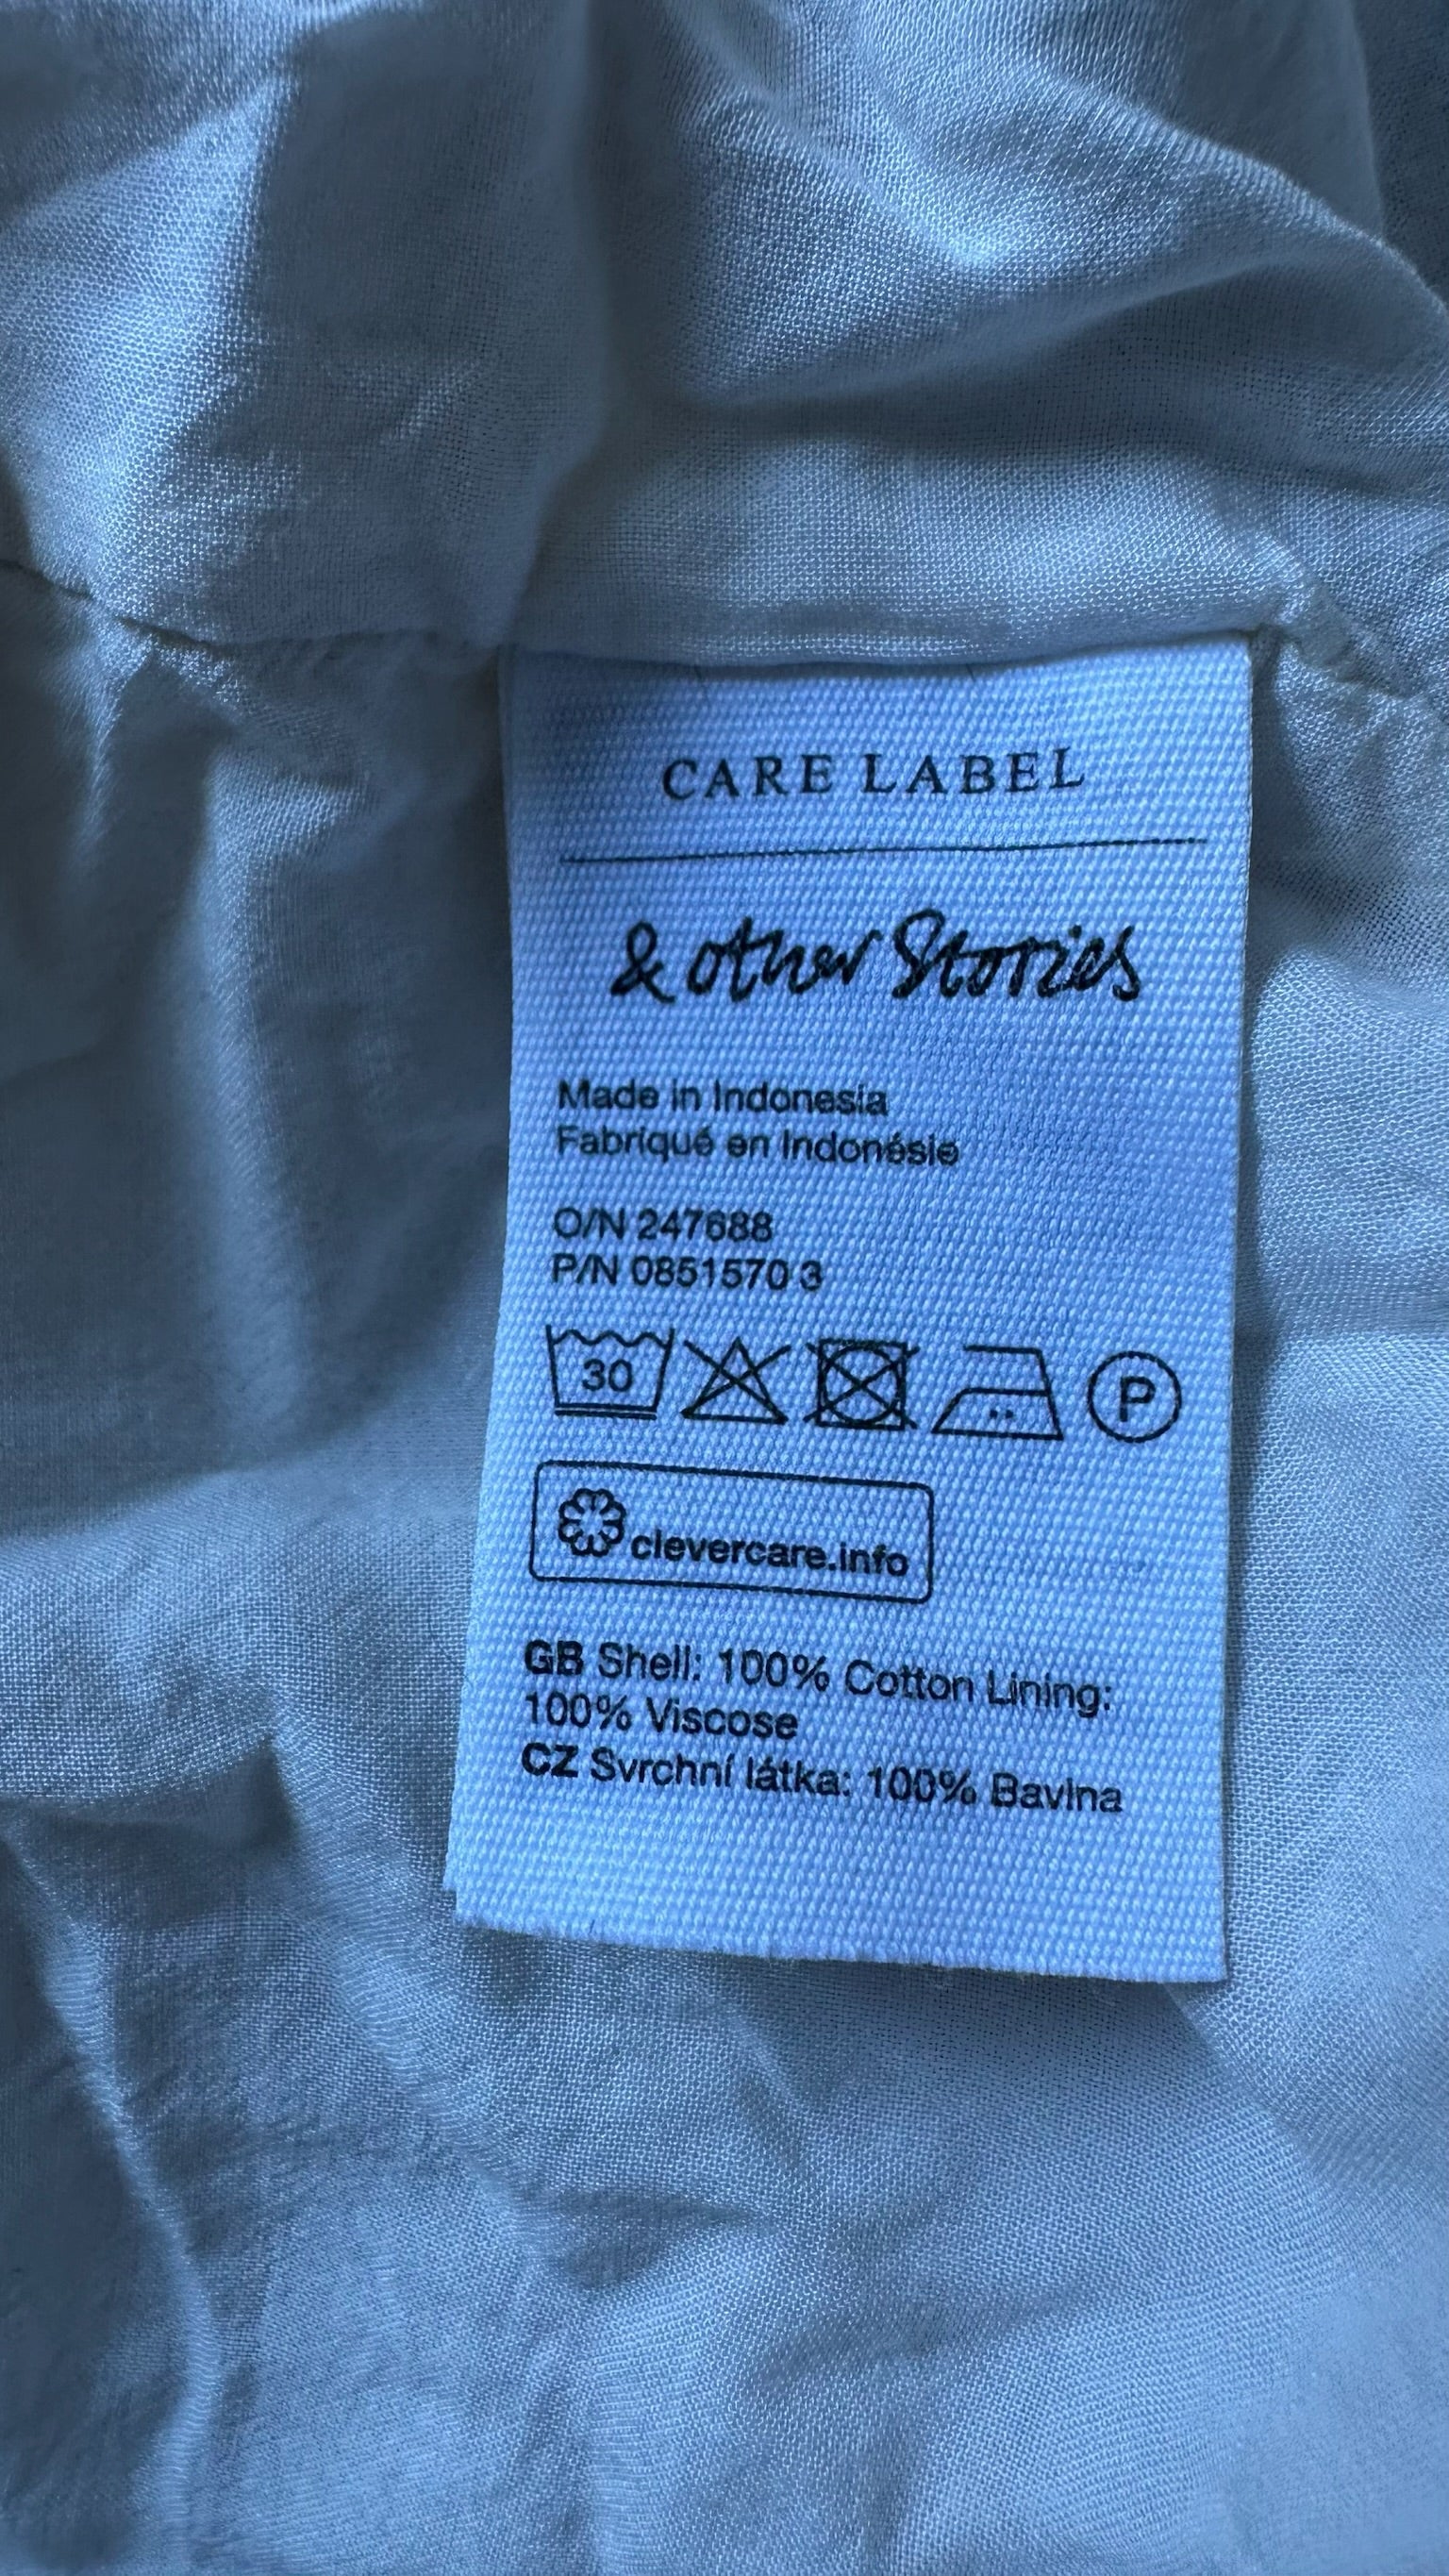 CARE LABEL
& other Stories
Made in Indonesia
Fabriqué en Indonésie
O/N 247688
P/N 0851570 3
30 P
clevercare.info
GB Shell: 100% Cotton Lining:
100% Viscose
CZ Svrchní látka: 100% Bavlna